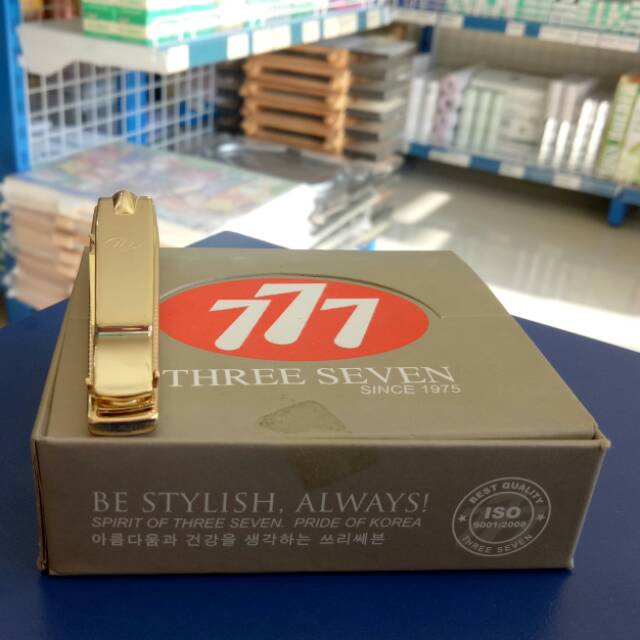 777
THREE SEVEN
SINCE 1975
BE STYLISH, ALWAYS!
SPIRIT OF THREE SEVEN. PRIDE OF KOREA
아름다움과 건강을 생각하는 쓰리쎄븐
BEST QUALITY
ISO
9001:2008
THREE SEVEN